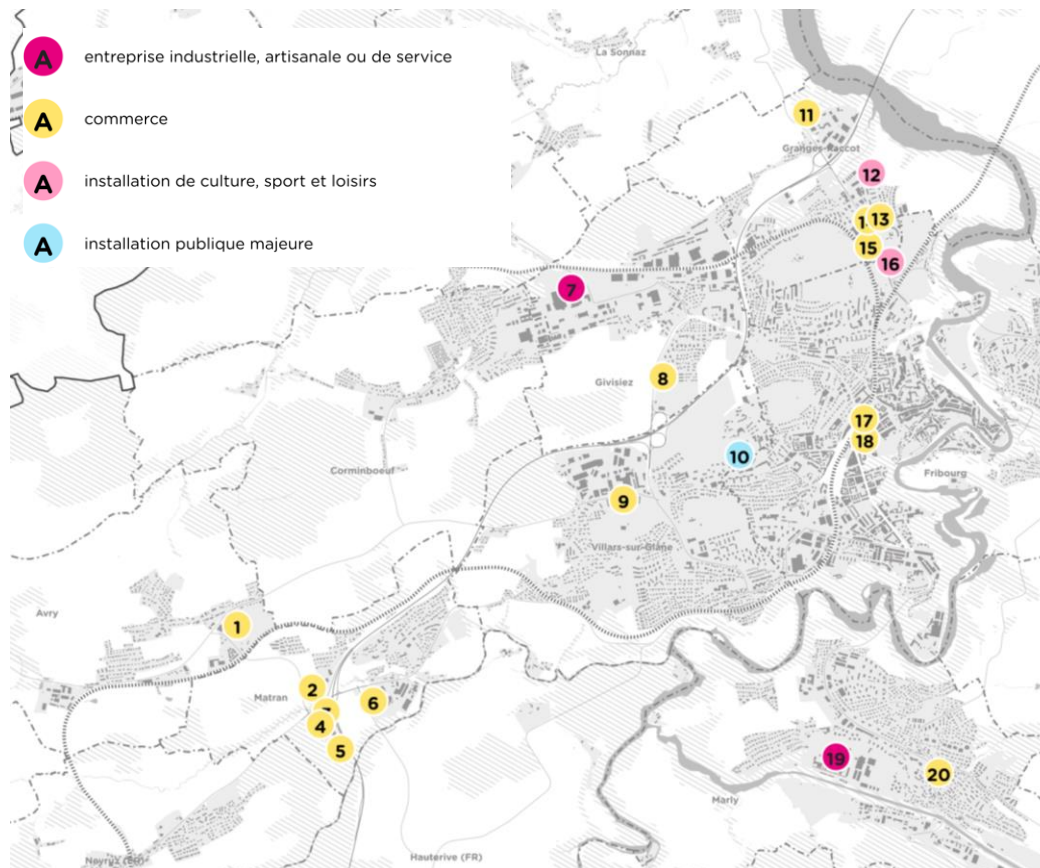 A entreprise industrielle, artisanale ou de service
A commerce
A installation de culture, sport et loisirs
A installation publique majeure
La Sonnaz
11
Granges-Paccot
12
13
15
16
7
8
Givisiez
17
18
10
Corminboeuf
Fribourg
9
Villars-sur-Glâne
Avry
1
2
Matran
6
4
5
19
20
Marly
Hauterive (FR)